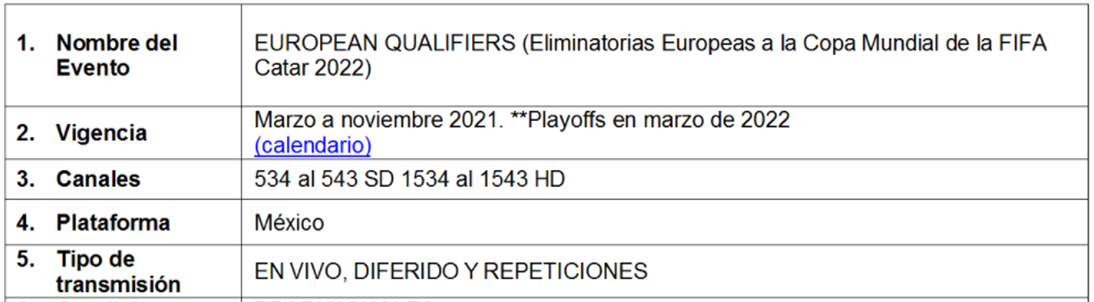 1. Nombre del Evento
EUROPEAN QUALIFIERS (Eliminatorias Europeas a la Copa Mundial de la FIFA
Catar 2022)
2. Vigencia
Marzo a noviembre 2021. **Playoffs en marzo de 2022
(calendario)
3. Canales
534 al 543 SD 1534 al 1543 HD
4. Plataforma
México
5. Tipo de
transmisión
EN VIVO, DIFERIDO Y REPETICIONES